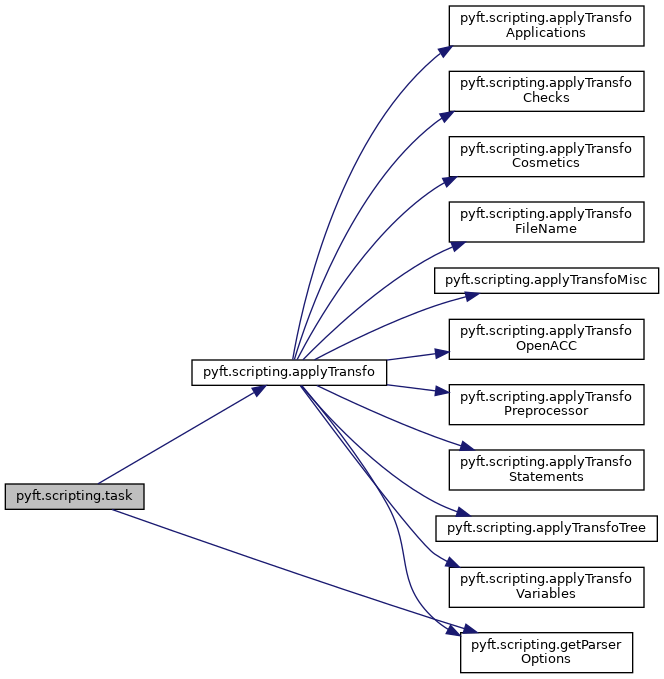 pyft.scripting.applyTransfo
Applications
pyft.scripting.applyTransfo
Checks
pyft.scripting.applyTransfo
Cosmetics
pyft.scripting.applyTransfo
FileName
pyft.scripting.applyTransfoMisc
pyft.scripting.applyTransfo
OpenACC
pyft.scripting.applyTransfo
pyft.scripting.applyTransfo
Preprocessor
pyft.scripting.applyTransfo
Statements
pyft.scripting.task
pyft.scripting.applyTransfoTree
pyft.scripting.applyTransfo
Variables
pyft.scripting.getParser
Options